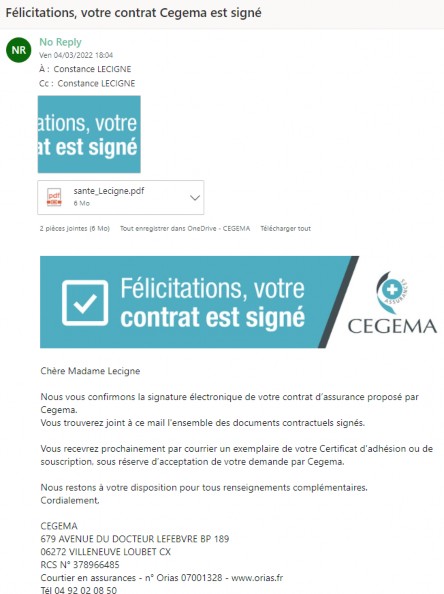 Félicitations, votre contrat Cegema est signé
NR
No Reply
Ven 04/03/2022 18:04
À : Constance LECIGNE
Cc : Constance LECIGNE
ations, votre
at est signé
pdf
sante_Lecigne.pdf
6 Mo
2 pièces jointes (6 Mo) Tout enregistrer dans OneDrive - CEGEMA Télécharger tout
Félicitations, votre
contrat est signé
ASSURANCES
CEGEMA
Chère Madame Lecigne
Nous vous confirmons la signature électronique de votre contrat d'assurance proposé par
Cegema.
Vous trouverez joint à ce mail l'ensemble des documents contractuels signés.
Vous recevrez prochainement par courrier un exemplaire de votre Certificat d'adhésion ou de
souscription, sous réserve d'acceptation de votre demande par Cegema.
Nous restons à votre disposition pour tous renseignements complémentaires.
Cordialement,
CEGEMA
679 AVENUE DU DOCTEUR LEFEBVRE BP 189
06272 VILLENEUVE LOUBET CX
RCS N° 378966485
Courtier en assurances - n° Orias 07001328 - www.orias.fr
Tél 04 92 02 08 50